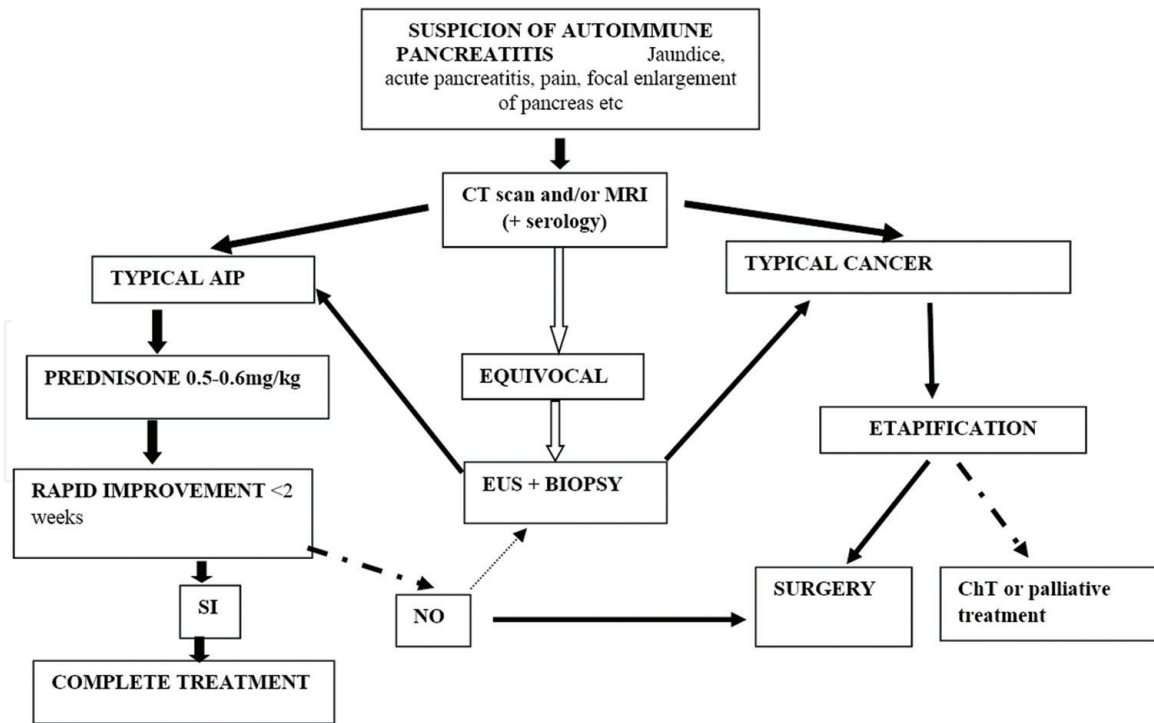 SUSPICION OF AUTOIMMUNE
PANCREATITIS Jaundice,
acute pancreatitis, pain, focal enlargement
of pancreas etc
CT scan and/or MRI
(+ serology)
TYPICAL AIP
TYPICAL CANCER
PREDNISONE 0.5-0.6mg/kg
EQUIVOCAL
ETAPIFICATION
RAPID IMPROVEMENT <2
weeks
EUS + BIOPSY
SI
NO
SURGERY
ChT or palliative
treatment
COMPLETE TREATMENT